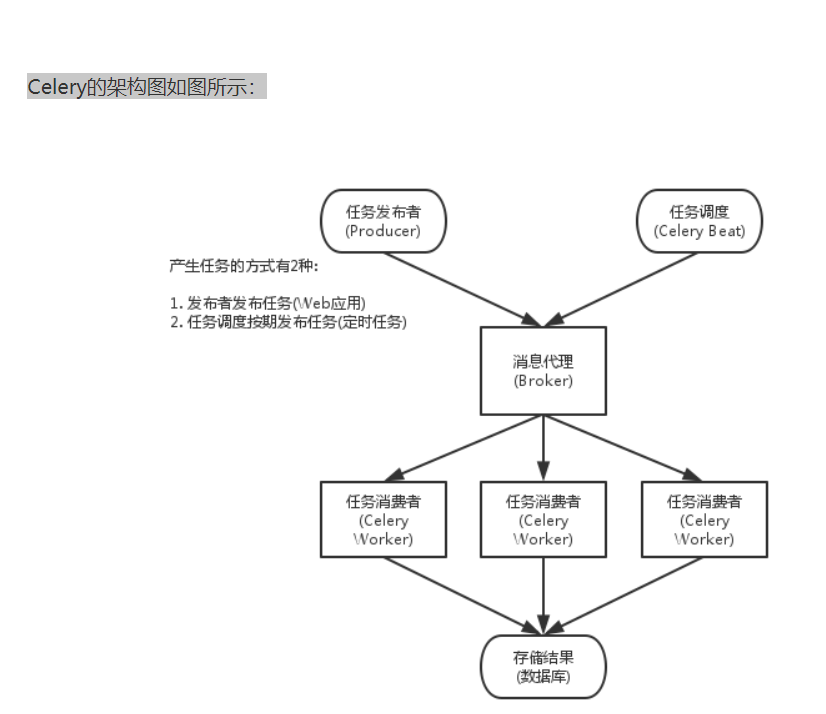 Celery的架构图如图所示：
任务发布者
(Producer)
任务调度
(Celery Beat)
产生任务的方式有2种：
1. 发布者发布任务(Web应用)
2. 任务调度按期发布任务(定时任务)
消息代理
(Broker)
任务消费者
(Celery
Worker)
任务消费者
(Celery
Worker)
任务消费者
(Celery
Worker)
存储结果
(数据库)